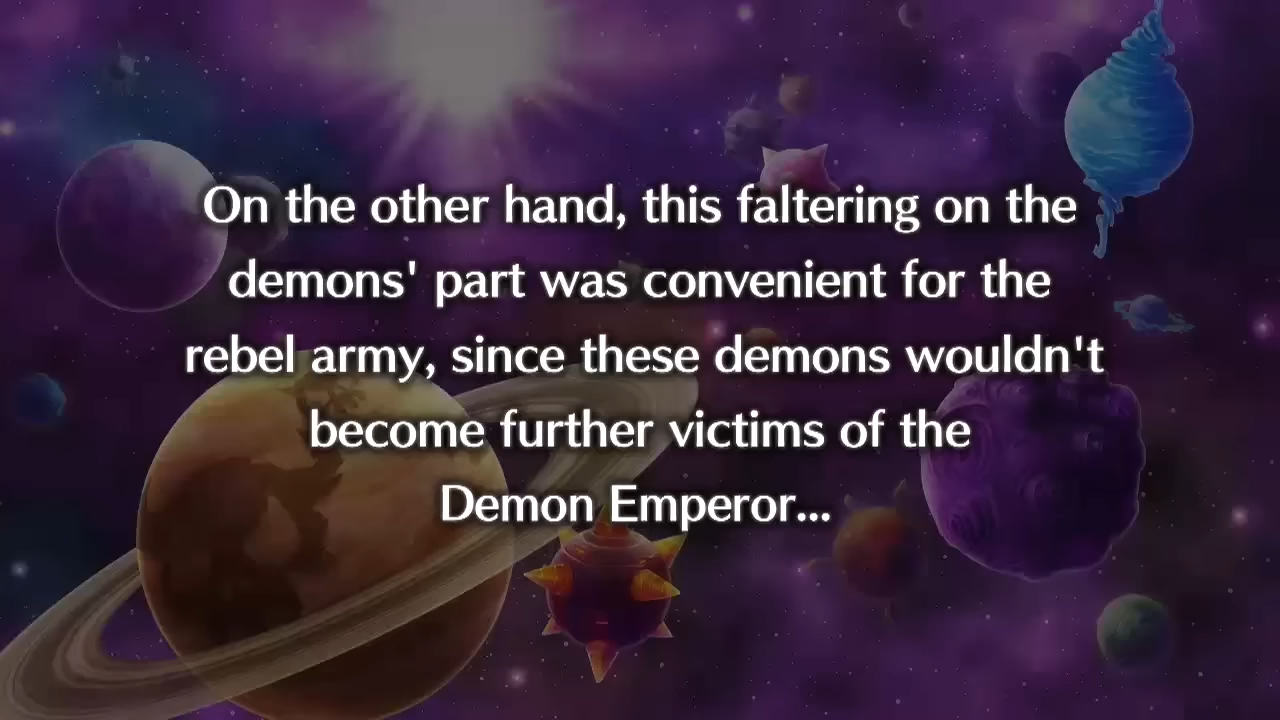 On the other hand, this faltering on the
demons' part was convenient for the
rebel army, since these demons wouldn't
become further victims of the
Demon Emperor...